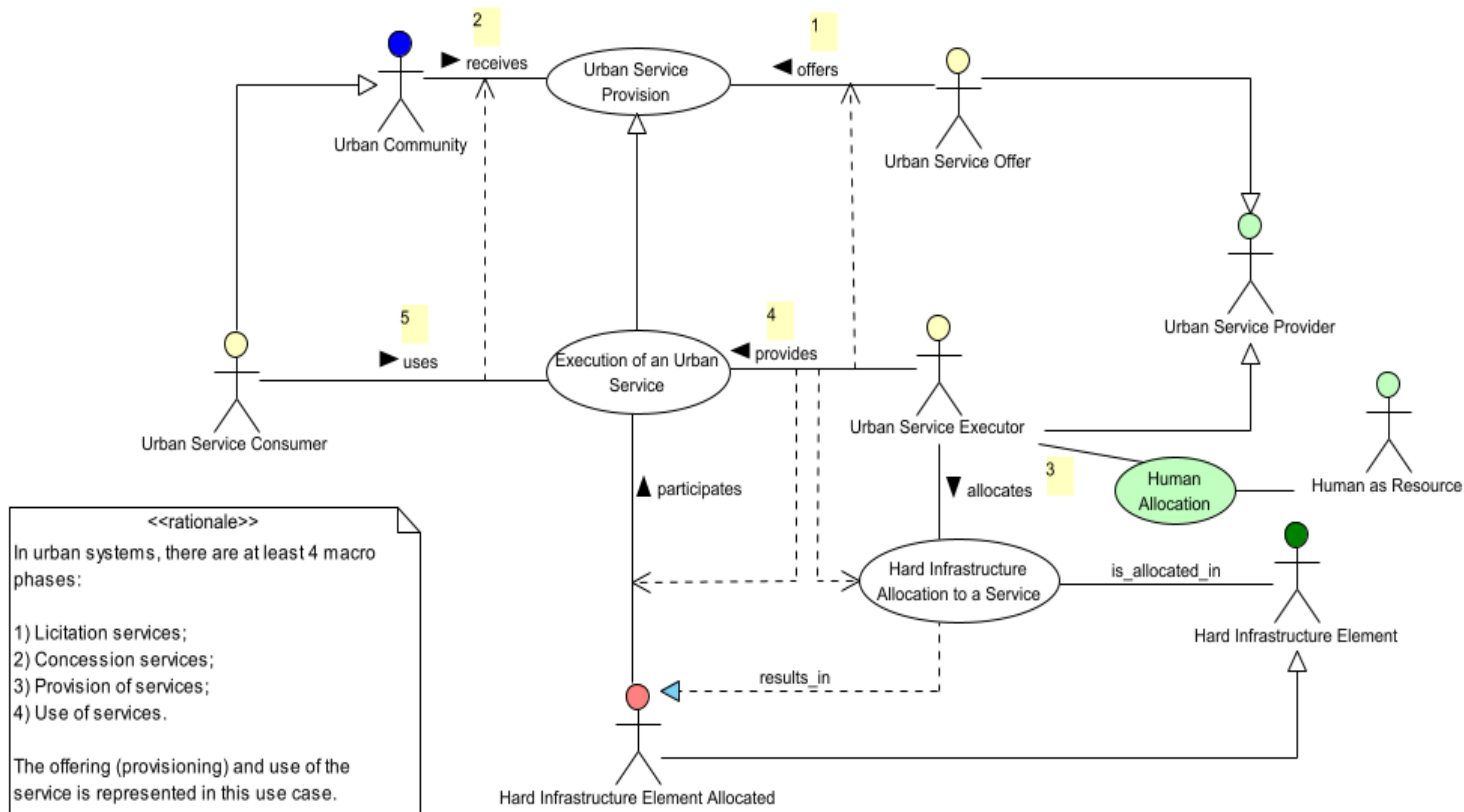 2
1
receives
Urban Service
Provision
offers
Urban Community
Urban Service Offer
Urban Service Provider
5
4
uses
Execution of an Urban
Service
provides
Urban Service Consumer
Urban Service Executor
3
Human
Allocation
Human as Resource
participates
allocates
<<rationale>>
In urban systems, there are at least 4 macro
phases:
1) Licitation services;
2) Concession services;
3) Provision of services;
4) Use of services.
The offering (provisioning) and use of the
service is represented in this use case.
Hard Infrastructure
Allocation to a Service
is_allocated_in
Hard Infrastructure Element
results_in
Hard Infrastructure Element Allocated